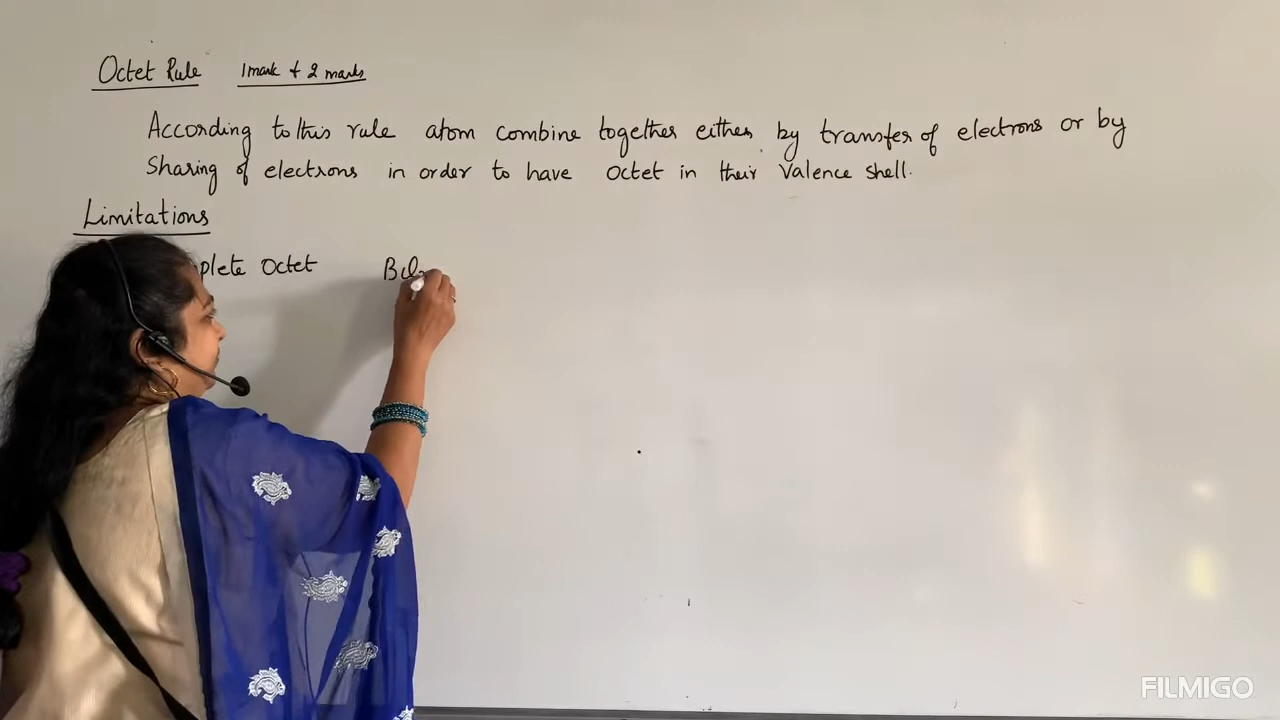 Octet Rule 1mark + 2 marks
According to this rule atom combine together either by transfer of electrons or by
Sharing of electrons in order to have Octet in their Valence shell.
Limitations
plete Octet
FILMIGO